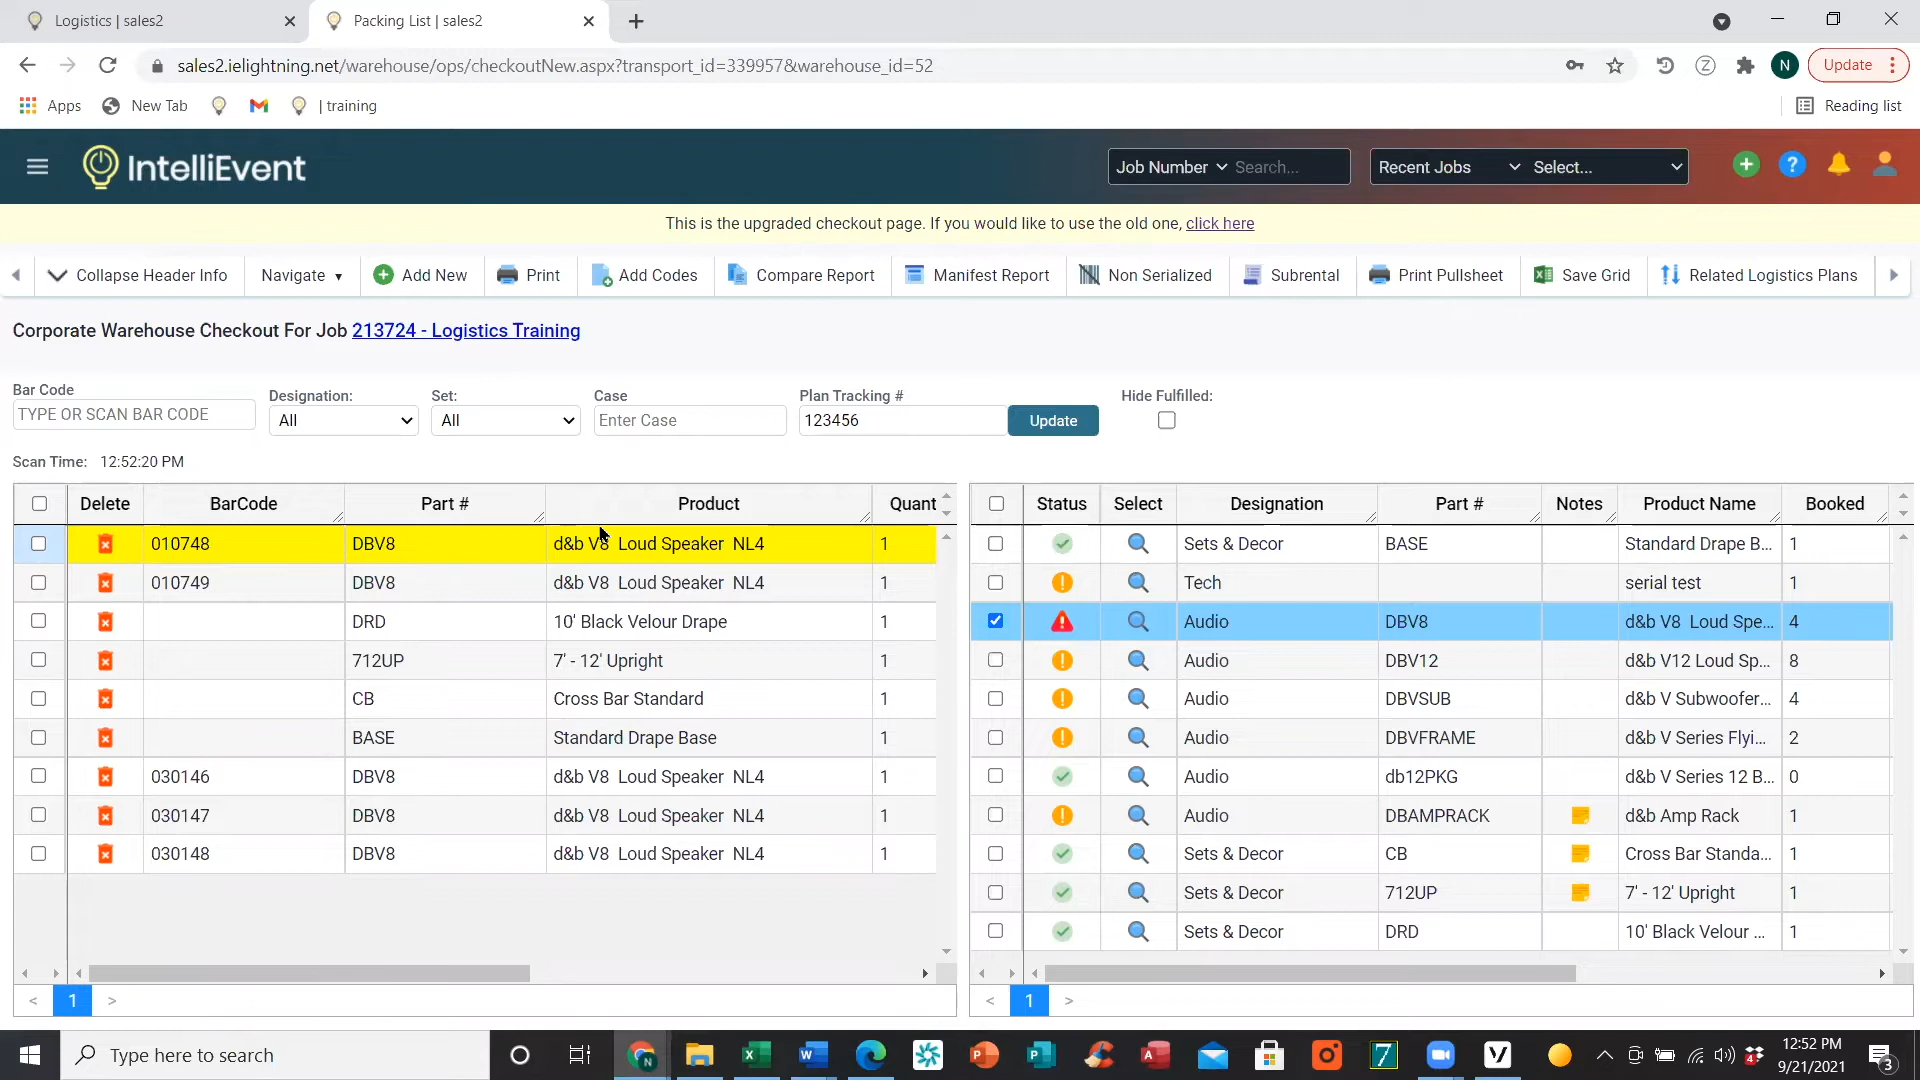 Logistics | sales2
Packing List | sales2
sales2.ielightning.net/warehouse/ops/checkoutNew.aspx?transport_id=339957&warehouse_id=52
Z
N
Update
Apps
New Tab
| training
Reading list
IntelliEvent
Job Number
Search...
Recent Jobs
Select...
This is the upgraded checkout page. If you would like to use the old one, click here
Collapse Header Info
Navigate
Add New
Print
Add Codes
Compare Report
Manifest Report
Non Serialized
Subrental
Print Pullsheet
Save Grid
Related Logistics Plans
Corporate Warehouse Checkout For Job 213724 - Logistics Training
Bar Code
TYPE OR SCAN BAR CODE
Designation:
All
Set:
All
Case
Enter Case
Plan Tracking #
123456
Update
Hide Fulfilled:
Scan Time: 12:52:20 PM
Delete BarCode Part # Product Quant
010748 DBV8 d&b V8 Loud Speaker NL4 1
010749 DBV8 d&b V8 Loud Speaker NL4 1
DRD 10' Black Velour Drape 1
712UP 7' - 12' Upright 1
CB Cross Bar Standard 1
BASE Standard Drape Base 1
030146 DBV8 d&b V8 Loud Speaker NL4 1
030147 DBV8 d&b V8 Loud Speaker NL4 1
030148 DBV8 d&b V8 Loud Speaker NL4 1
< 1 >
Status Select Designation Part # Notes Product Name Booked
Sets & Decor BASE Standard Drape B... 1
Tech serial test 1
Audio DBV8 d&b V8 Loud Spe... 4
Audio DBV12 d&b V12 Loud Sp... 8
Audio DBVSUB d&b V Subwoofer... 4
Audio DBVFRAME d&b V Series Flyi... 2
Audio db12PKG d&b V Series 12 B... 0
Audio DBAMPRACK d&b Amp Rack 1
Sets & Decor CB Cross Bar Standa... 1
Sets & Decor 712UP 7' - 12' Upright 1
Sets & Decor DRD 10' Black Velour ... 1
< 1 >
Type here to search
12:52 PM
9/21/2021
3